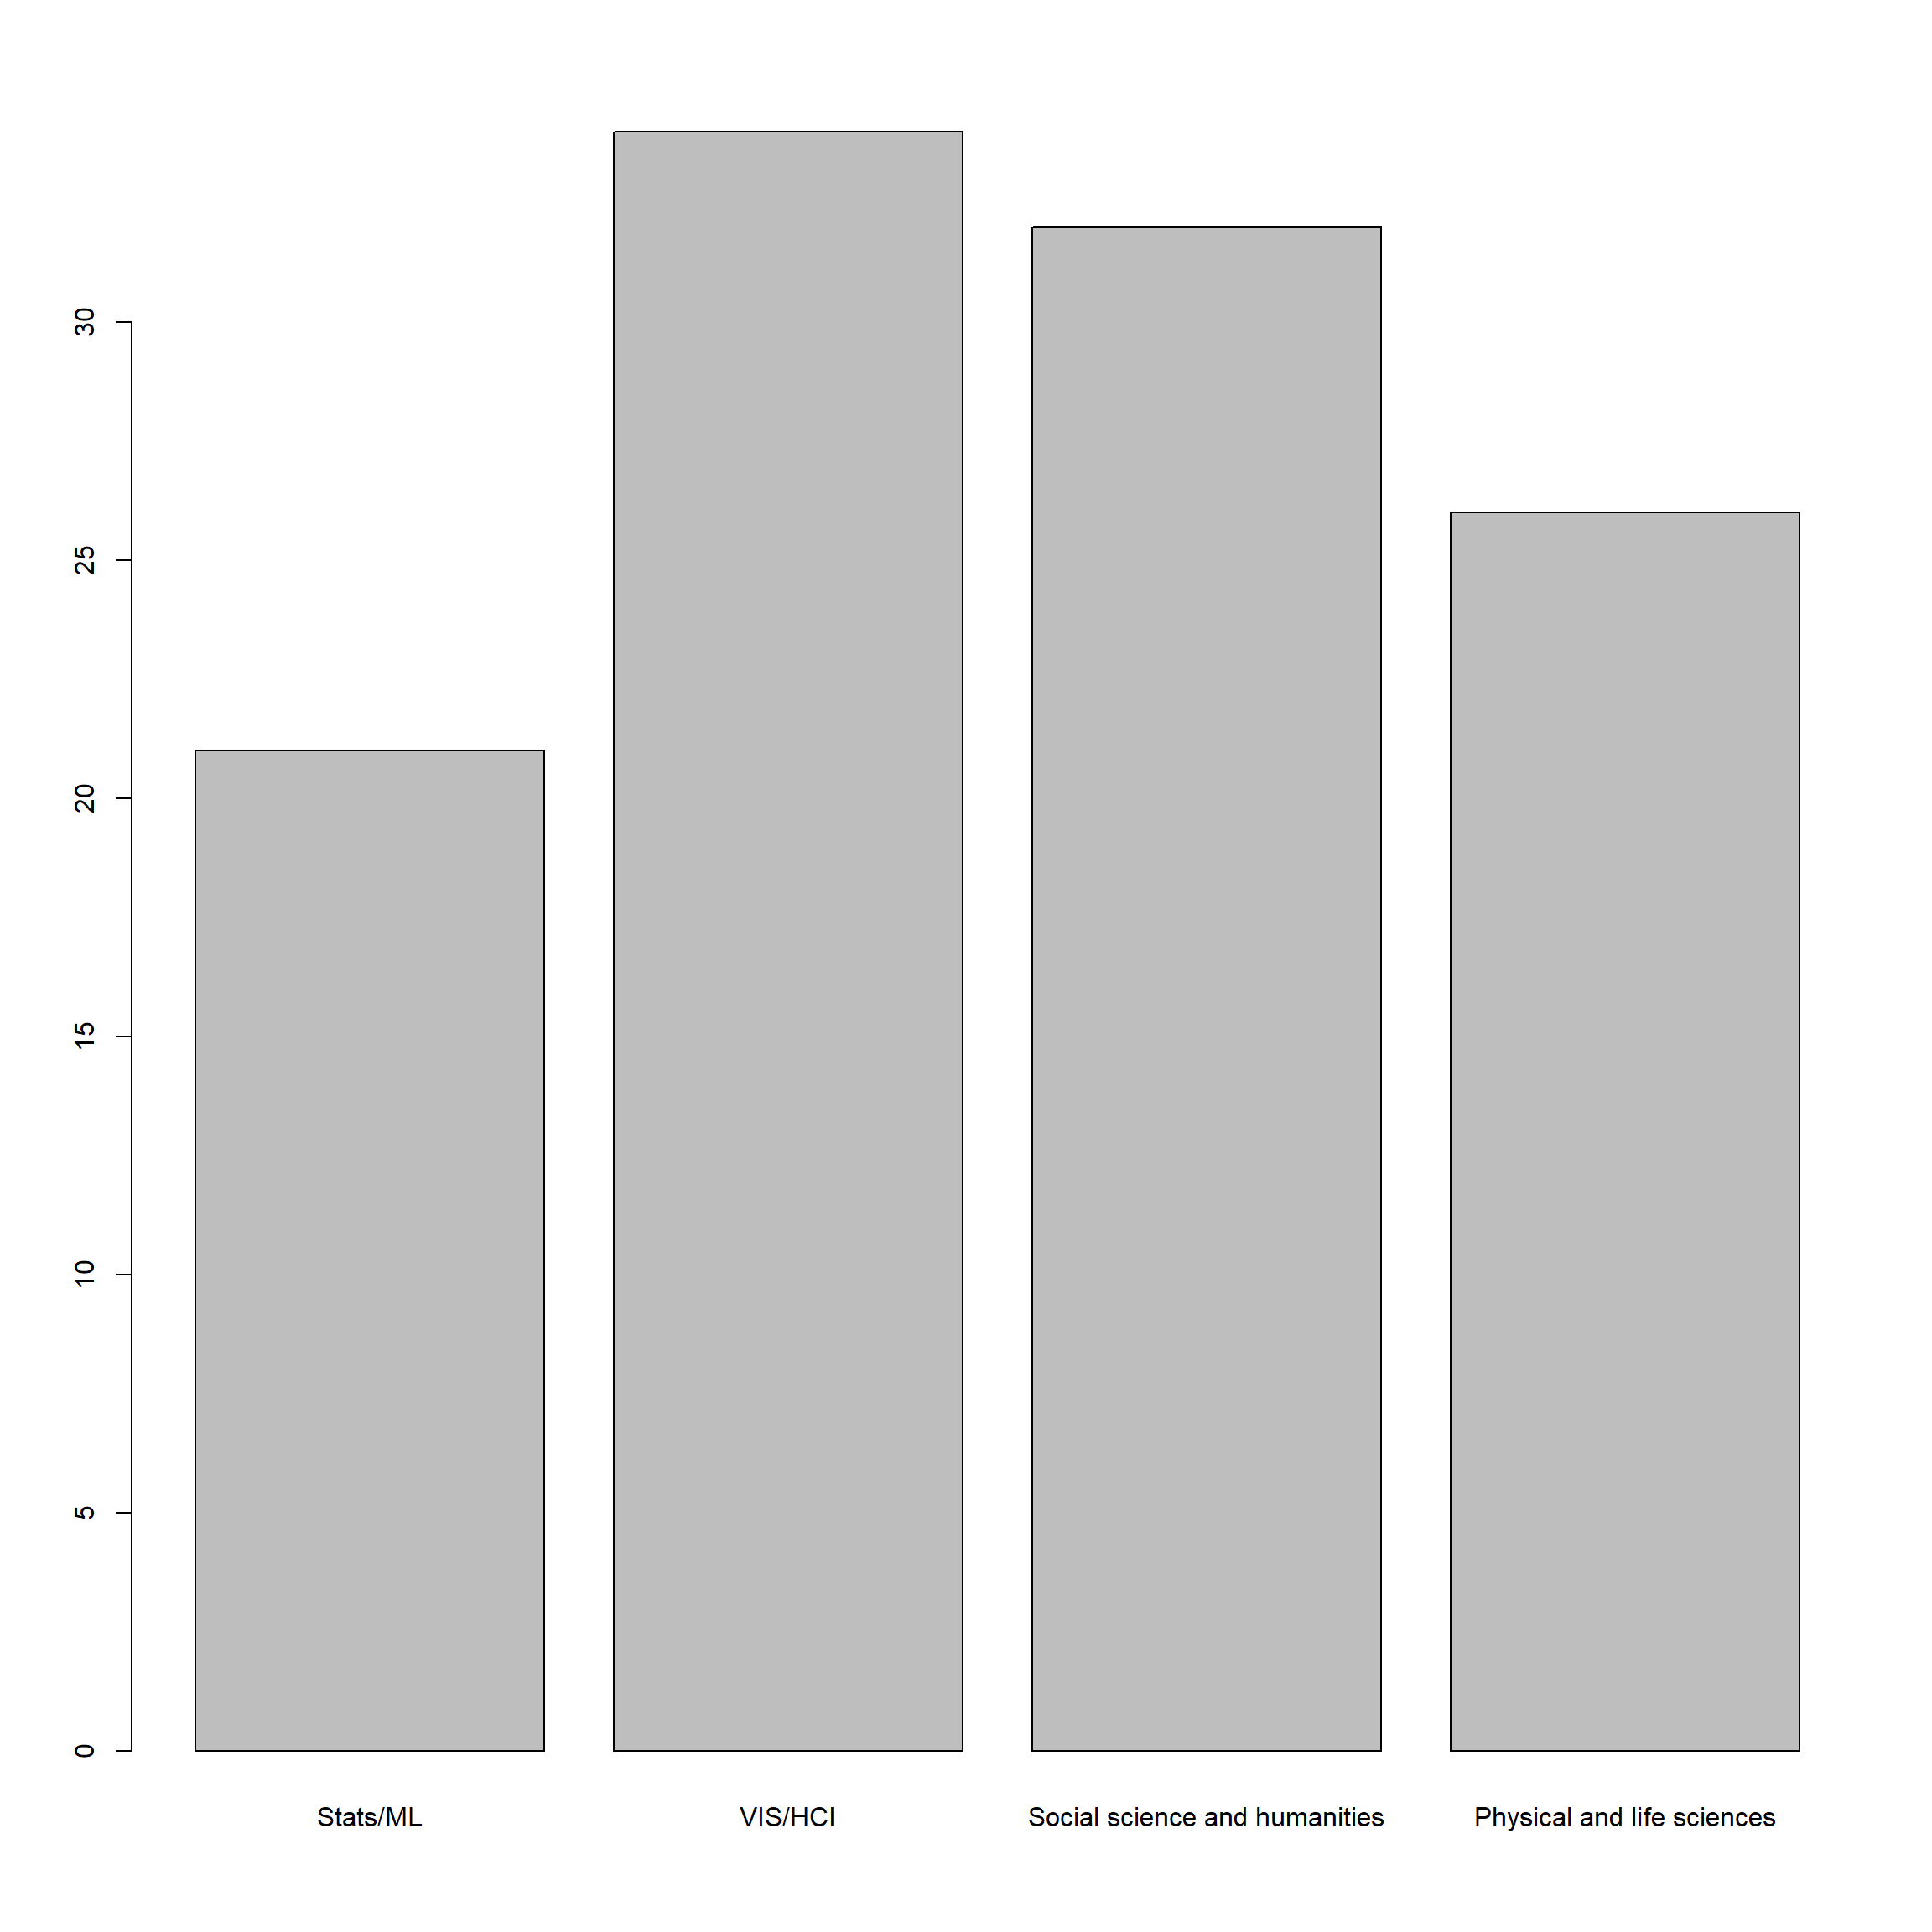 30
25
20
15
10
5
0
Stats/ML
VIS/HCI
Social science and humanities
Physical and life sciences